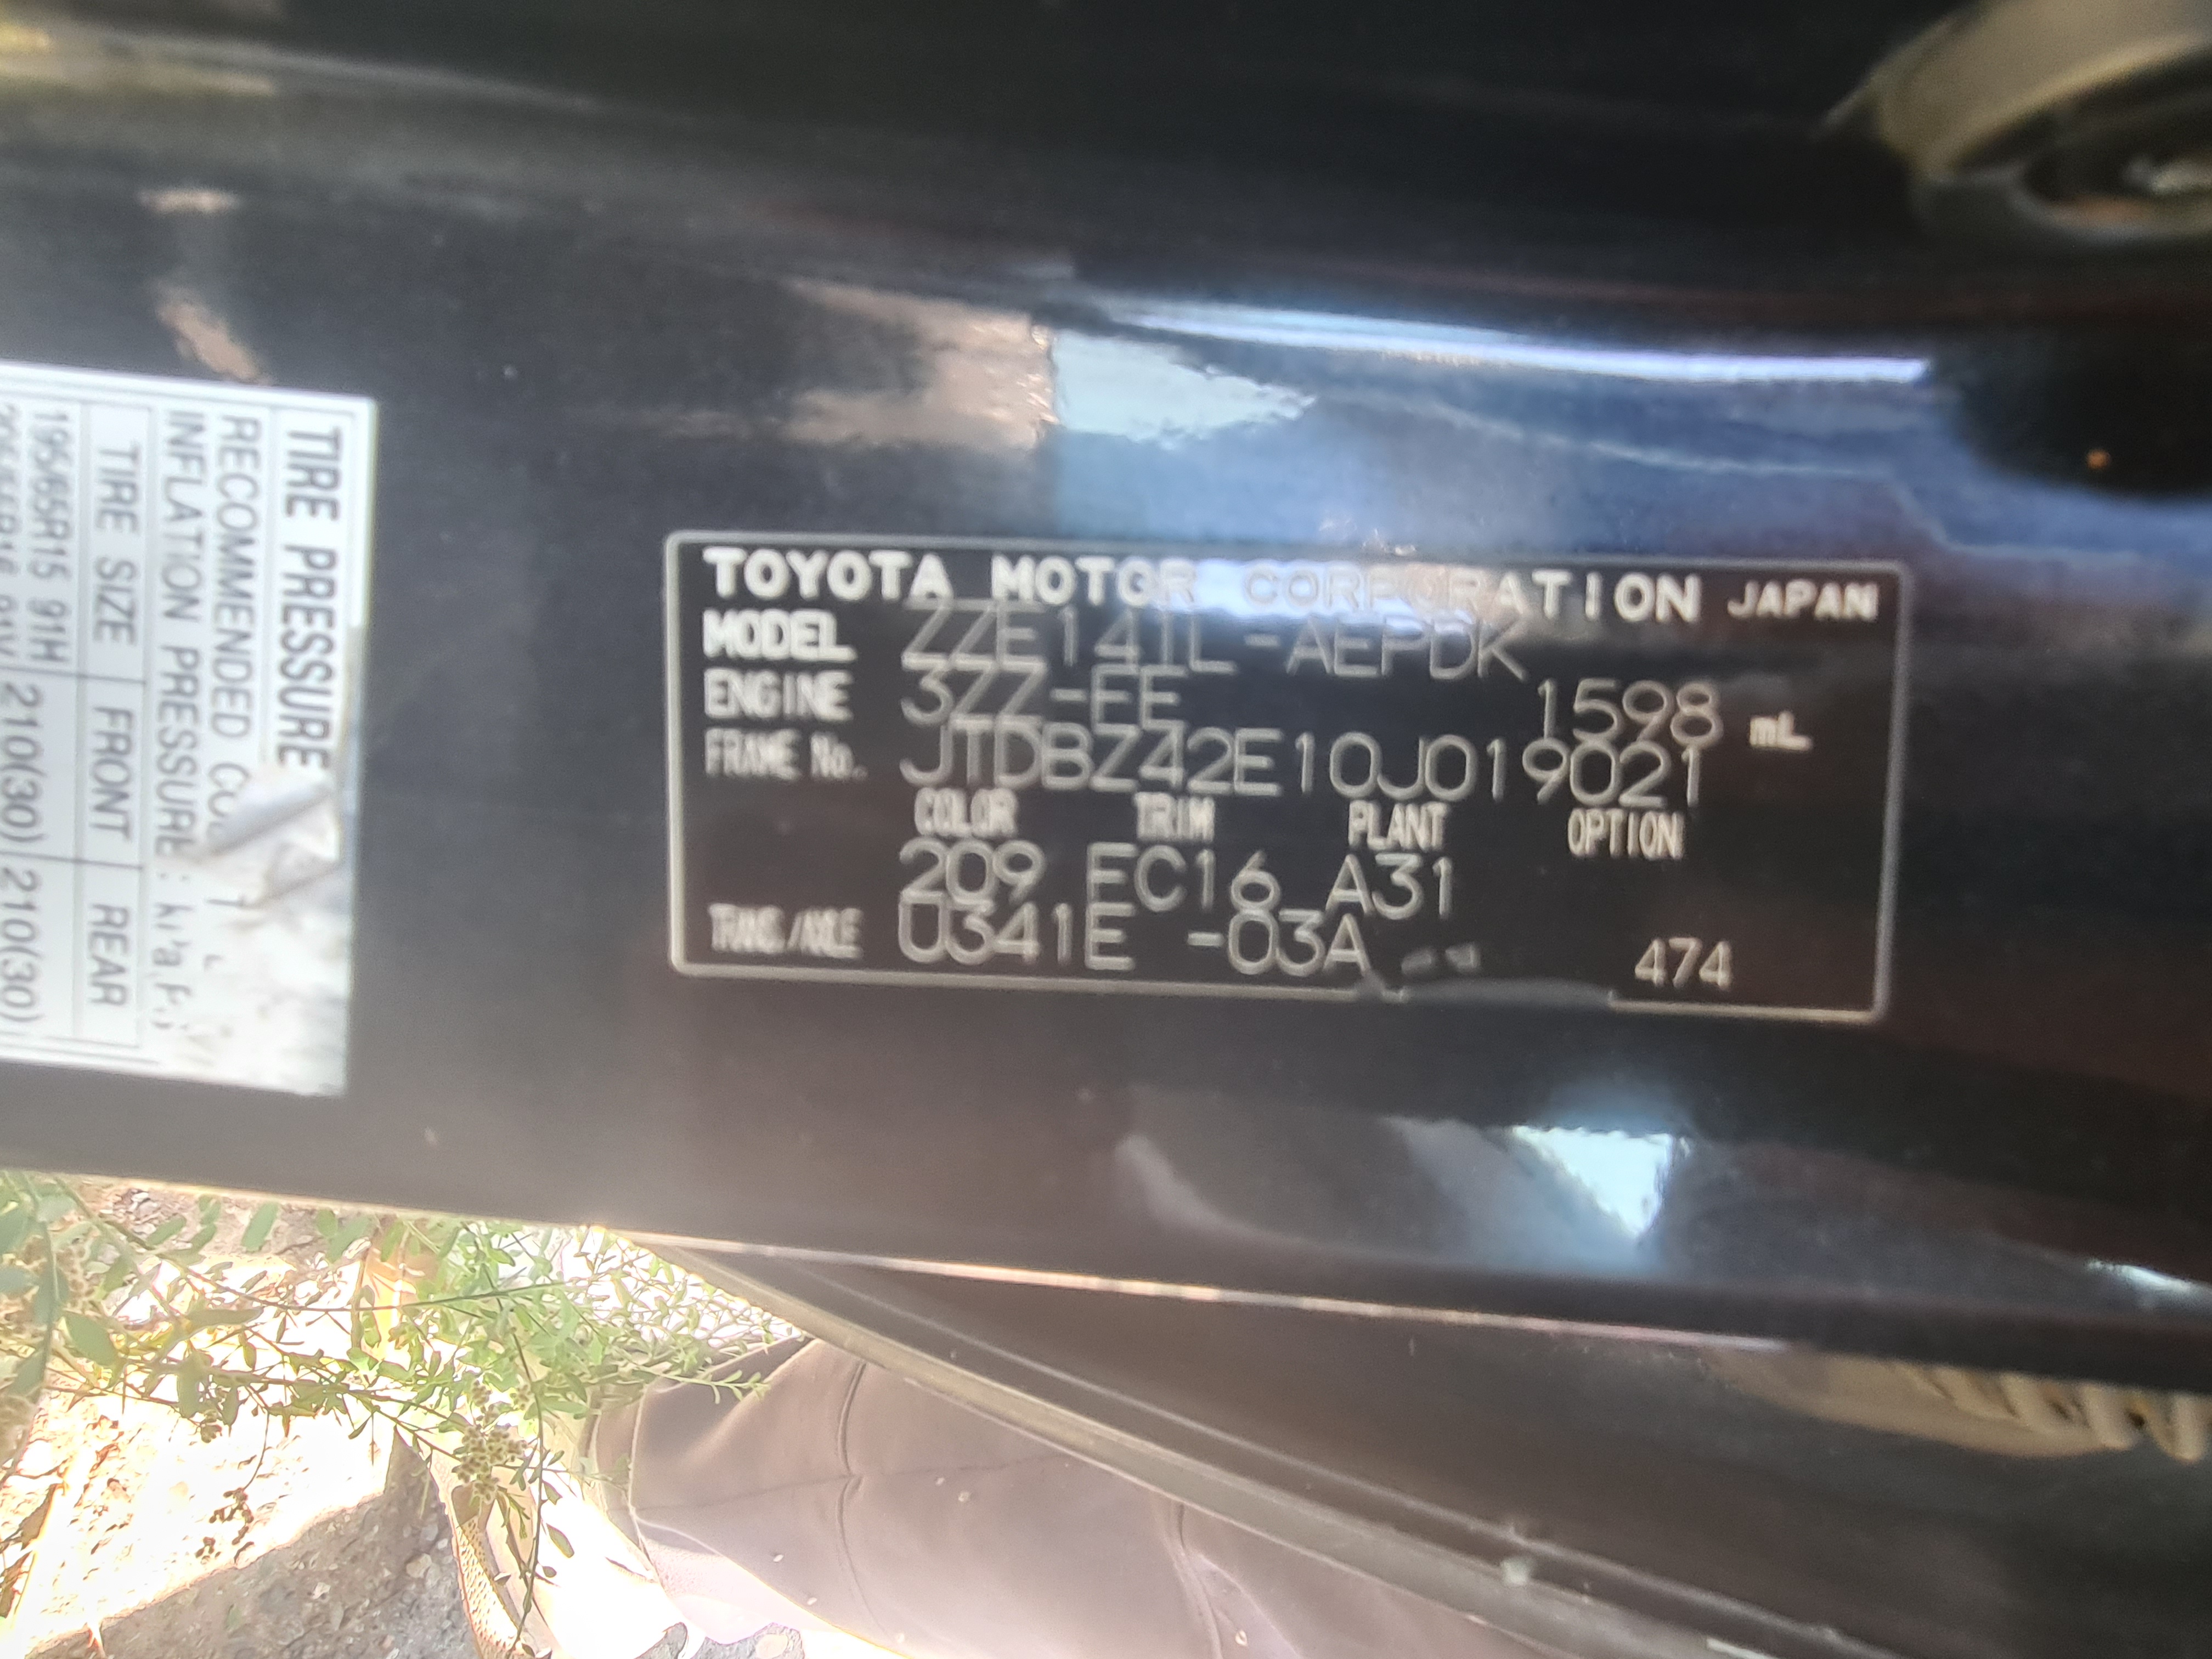 TOYOTA MOTOR CORPORATION JAPAN
MODEL ZZE141L-AEPDK
ENGINE 3ZZ-FE 1598 mL
FRAME No. JTDBZ42E10J019021
COLOR TRIM PLANT OPTION
209 FC16 A31
TRANS./AXLE U341E -03A 474
TIRE PRESSURE
RECOMMENDED
INFLATION PRESSURE:
TIRE SIZE FRONT REAR
195/65R15 91H 210(30) 210(30)